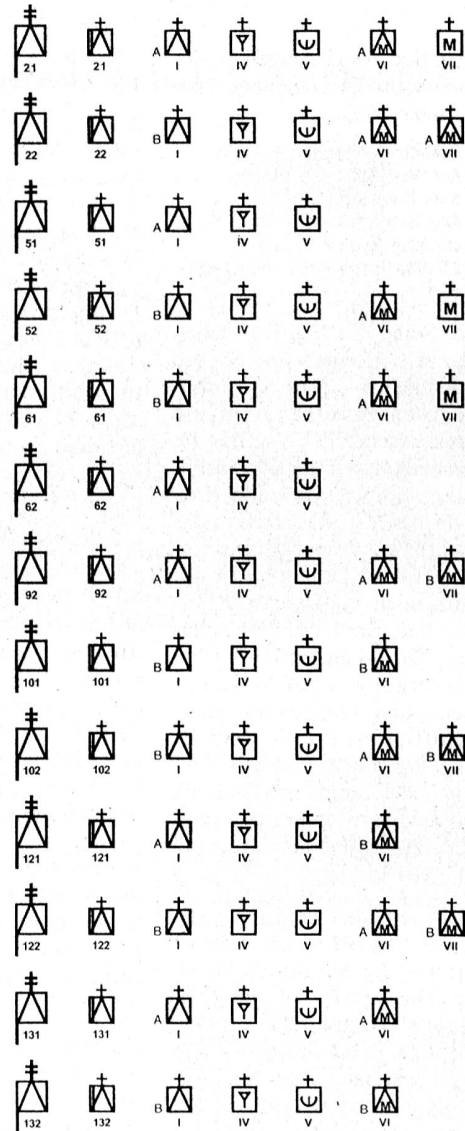 M
21 21 A I IV V A VI VII
M M
22 22 B I IV V A VI A VII
51 51 A I IV V
M M
52 52 B I IV V A VI VII
M M
61 61 B I IV V A VI VII
62 62 A I IV V
M M
92 92 A I IV V A VI B VII
M
101 101 B I IV V B VI
M M
102 102 B I IV V A VI B VII
M
121 121 A I IV V B VI
M M
122 122 B I IV V A VI B VII
M
131 131 A I IV V A VI
M
132 132 B I IV V B VI